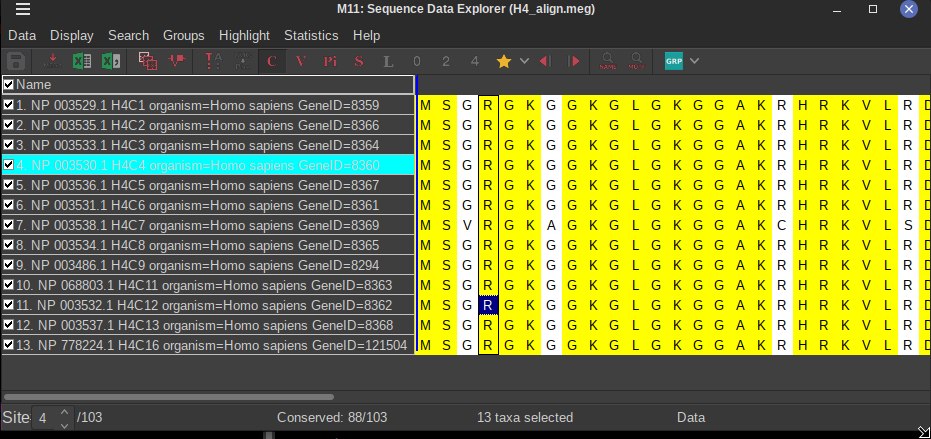 M11: Sequence Data Explorer (H4_align.meg)
Data Display Search Groups Highlight Statistics Help
C V Pi S L 0 2 4 GRP
Name
1. NP 003529.1 H4C1 organism=Homo sapiens GeneID=8359 M S G R G K G G K G L G K G G A K R H R K V L R D
2. NP 003535.1 H4C2 organism=Homo sapiens GeneID=8366 M S G R G K G G K G L G K G G A K R H R K V L R D
3. NP 003533.1 H4C3 organism=Homo sapiens GeneID=8364 M S G R G K G G K G L G K G G A K R H R K V L R D
4. NP 003530.1 H4C4 organism=Homo sapiens GeneID=8360 M S G R G K G G K G L G K G G A K R H R K V L R D
5. NP 003536.1 H4C5 organism=Homo sapiens GeneID=8367 M S G R G K G G K G L G K G G A K R H R K V L R D
6. NP 003531.1 H4C6 organism=Homo sapiens GeneID=8361 M S G R G K G G K G L G K G G A K R H R K V L R D
7. NP 003538.1 H4C7 organism=Homo sapiens GeneID=8369 M S V R G K A G K G L G K G G A K C H R K V L S D
8. NP 003534.1 H4C8 organism=Homo sapiens GeneID=8365 M S G R G K G G K G L G K G G A K R H R K V L R D
9. NP 003486.1 H4C9 organism=Homo sapiens GeneID=8294 M S G R G K G G K G L G K G G A K R H R K V L R D
10. NP 068803.1 H4C11 organism=Homo sapiens GeneID=8363 M S G R G K G G K G L G K G G A K R H R K V L R D
11. NP 003532.1 H4C12 organism=Homo sapiens GeneID=8362 M S G R G K G G K G L G K G G A K R H R K V L R D
12. NP 003537.1 H4C13 organism=Homo sapiens GeneID=8368 M S G R G K G G K G L G K G G A K R H R K V L R D
13. NP 778224.1 H4C16 organism=Homo sapiens GeneID=121504 M S G R G K G G K G L G K G G A K R H R K V L R D
Site 4 /103 Conserved: 88/103 13 taxa selected Data